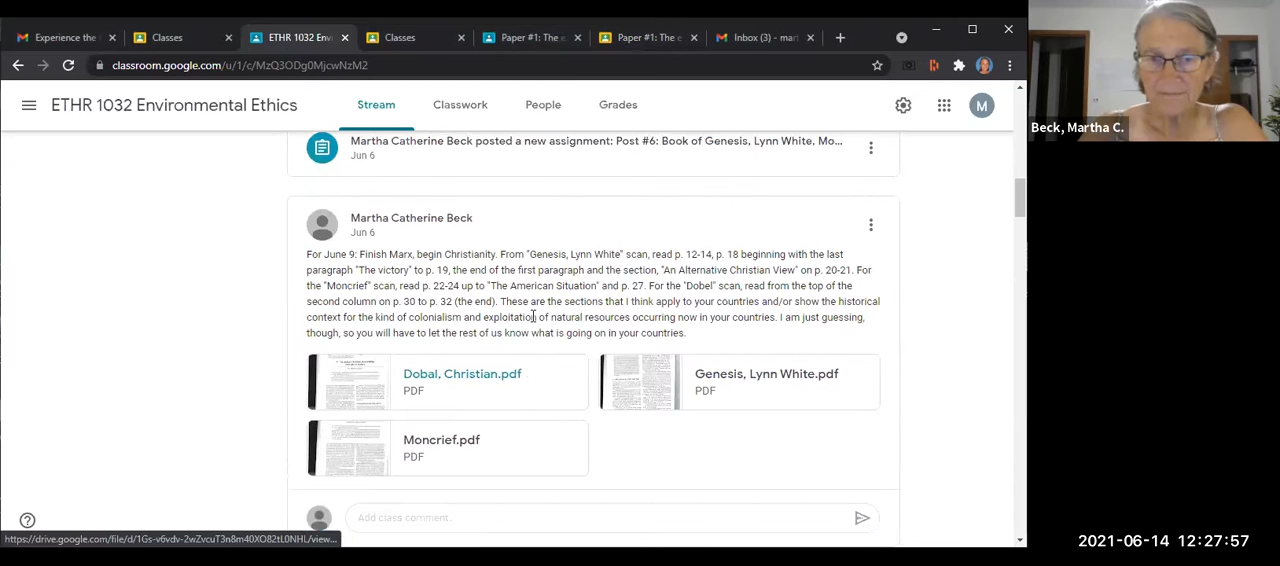 Experience the
Classes
ETHR 1032 Envi
Classes
Paper #1: The e
Paper #1: The e
Inbox (3) - mart
classroom.google.com/u/1/c/MzQ3ODg0MjcwNzM2
ETHR 1032 Environmental Ethics
Stream
Classwork
People
Grades
M
Beck, Martha C.
Martha Catherine Beck posted a new assignment: Post #6: Book of Genesis, Lynn White, Mo...
Jun 6
Martha Catherine Beck
Jun 6
For June 9: Finish Marx, begin Christianity. From "Genesis, Lynn White" scan, read p. 12-14, p. 18 beginning with the last
paragraph "The victory" to p. 19, the end of the first paragraph and the section, "An Alternative Christian View" on p. 20-21. For
the "Moncrief" scan, read p. 22-24 up to "The American Situation" and p. 27. For the "Dobel" scan, read from the top of the
second column on p. 30 to p. 32 (the end). These are the sections that I think apply to your countries and/or show the historical
context for the kind of colonialism and exploitation of natural resources occurring now in your countries. I am just guessing,
though, so you will have to let the rest of us know what is going on in your countries.
Dobal, Christian.pdf
PDF
Genesis, Lynn White.pdf
PDF
Moncrief.pdf
PDF
Add class comment.
https://drive.google.com/file/d/1Gs-v6vdv-2wZvcuT3n8m40XO82tL0NHL/view...
2021-06-14 12:27:57